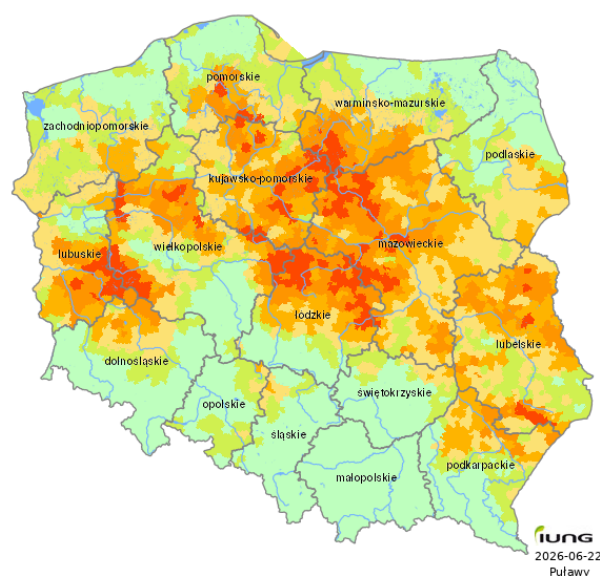 pomorskie
warmińsko-mazurskie
zachodniopomorskie
podlaskie
kujawsko-pomorskie
mazowieckie
wielkopolskie
lubuskie
łódzkie
lubelskie
dolnośląskie
świętokrzyskie
opolskie
śląskie
podkarpackie
małopolskie
IUNG
2026-06-22
Puławy